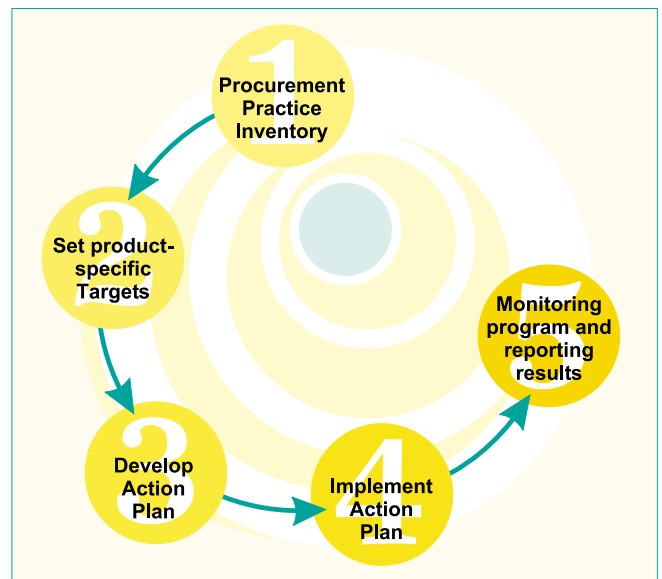 1
Procurement
Practice
Inventory
2
Set product-
specific
Targets
3
Develop
Action
Plan
4
Implement
Action
Plan
5
Monitoring
program and
reporting
results